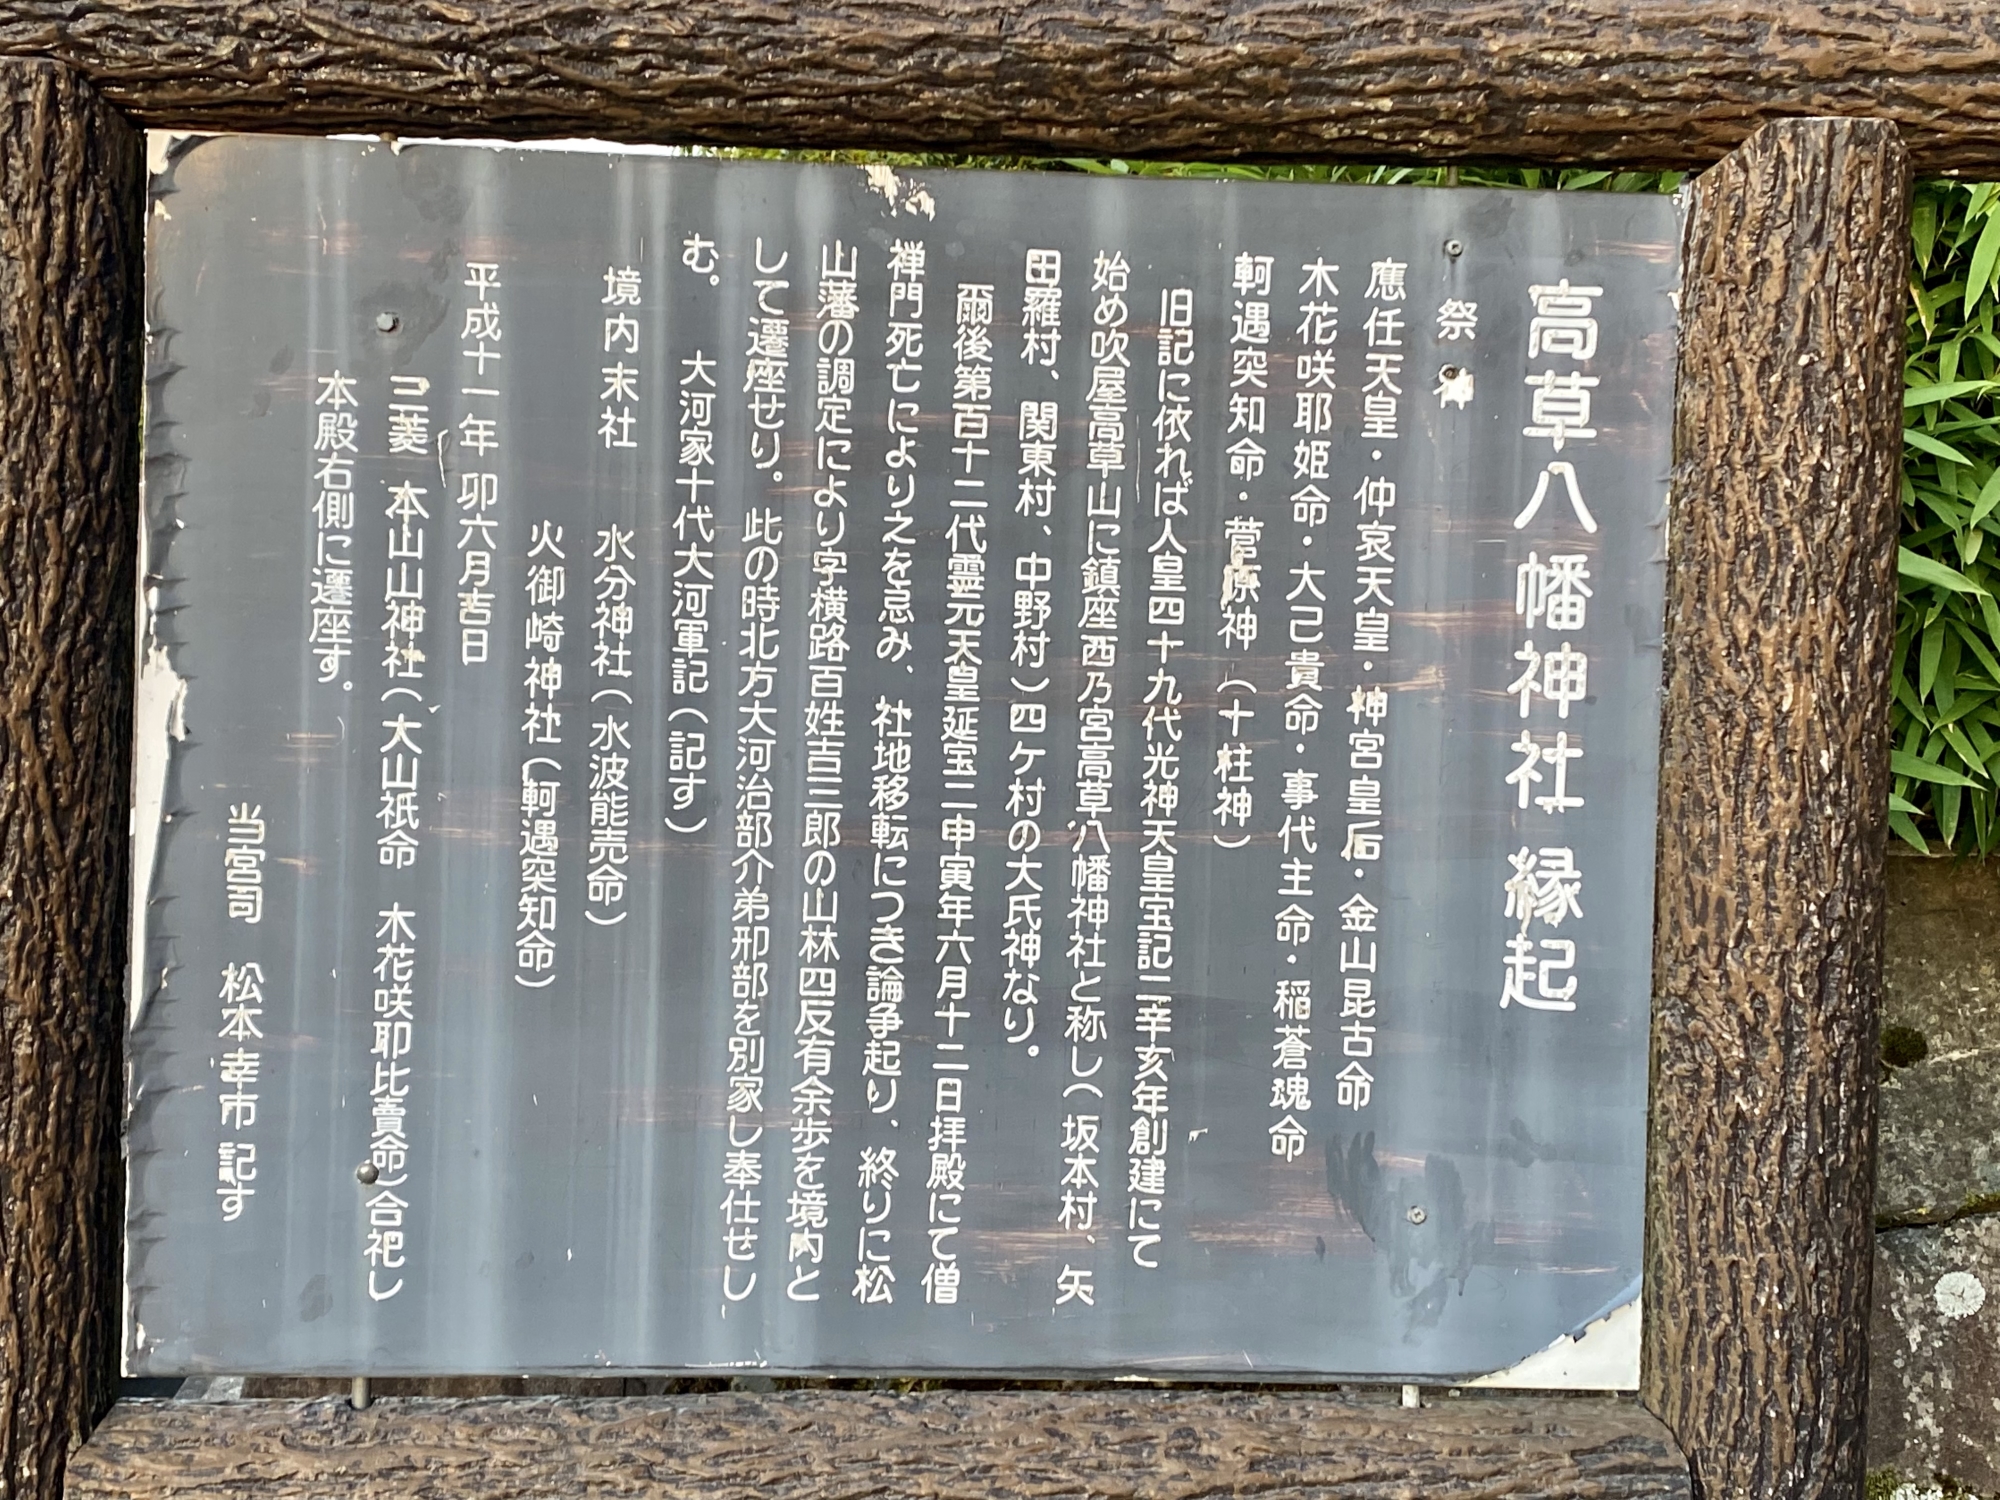 高草八幡神社 縁起
祭 神
應任天皇・仲哀天皇・神宮皇后・金山昆古命
木花咲耶姫命・大己貴命・事代主命・稲蒼魂命
軻遇突知命・菅原神（十柱神）
旧記に依れば人皇四十九代光神天皇宝記二辛亥年創建にて
始め吹屋高草山に鎮座西乃宮高草八幡神社と称し（坂本村、矢
田羅村、関東村、中野村）四ケ村の大氏神なり。
爾後第百十二代霊元天皇延宝二申寅年六月十二日拝殿にて僧
禅門死亡によりえを忌み、社地移転につき論争起り、終りに松
山藩の調定により字横路百姓吉三郎の山林四反有余歩を境内と
して遷座せり。此の時北方大河治部介弟邢部を別家し奉仕せし
む。 大河家十代大河軍記（記す）
境内末社 水分神社（水波能売命）
火御崎神社（軻遇突知命）
平成十一年 卯六月吉日
三菱 本山山神社（大山祇命 木花咲耶比賣命）合祀し
本殿右側に遷座す。
当宮司 松本幸市 記す